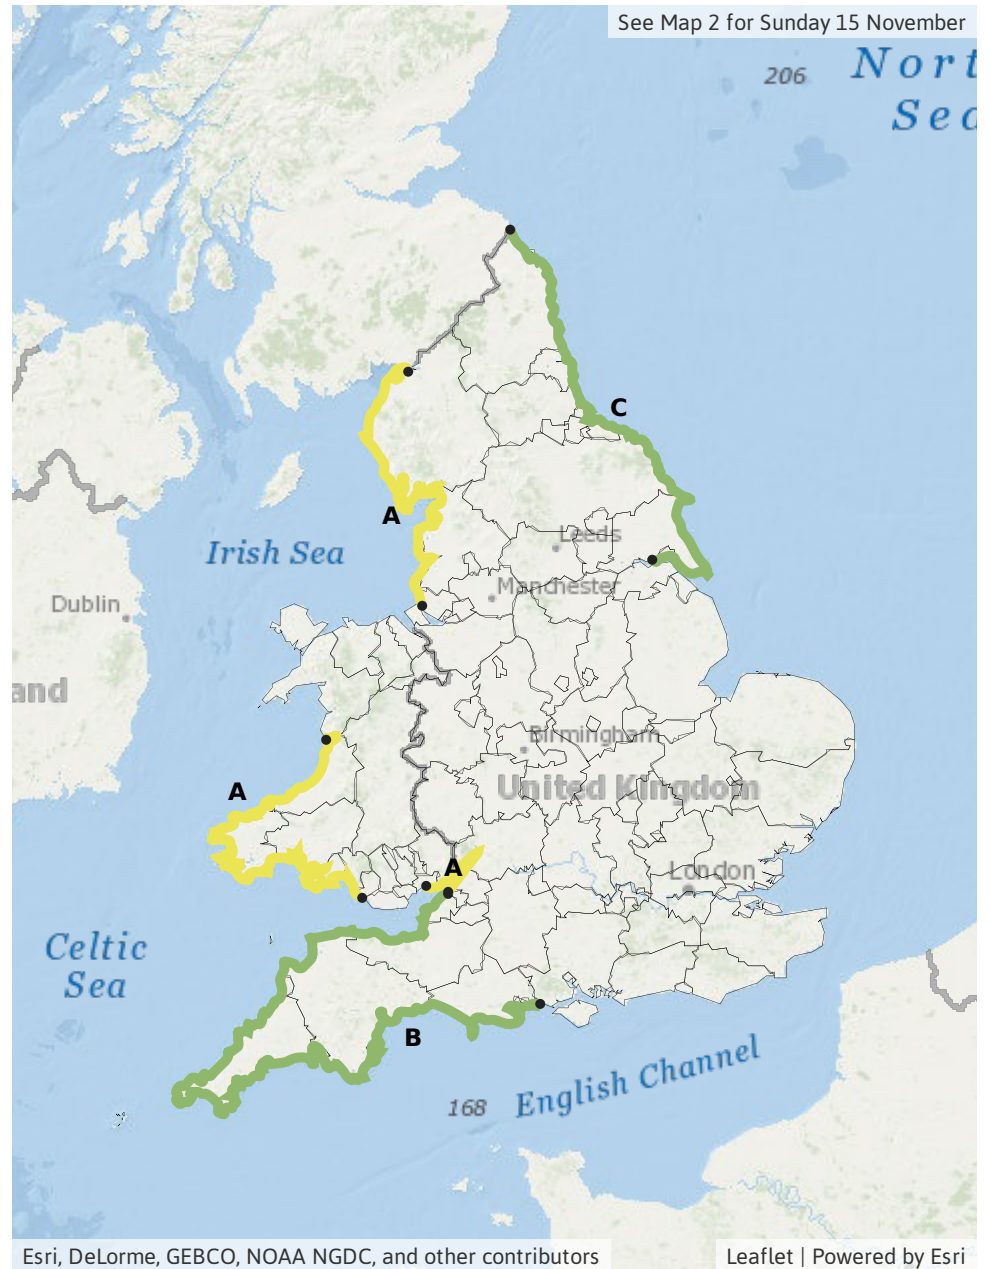 See Map 2 for Sunday 15 November
206
Nort
Sea
C
A
Leeds
Irish Sea
Manchester
Dublin
and
Birmingham
A
United Kingdom
A
London
Celtic
Sea
B
English Channel
168
Esri, DeLorme, GEBCO, NOAA NGDC, and other contributors
Leaflet | Powered by Esri